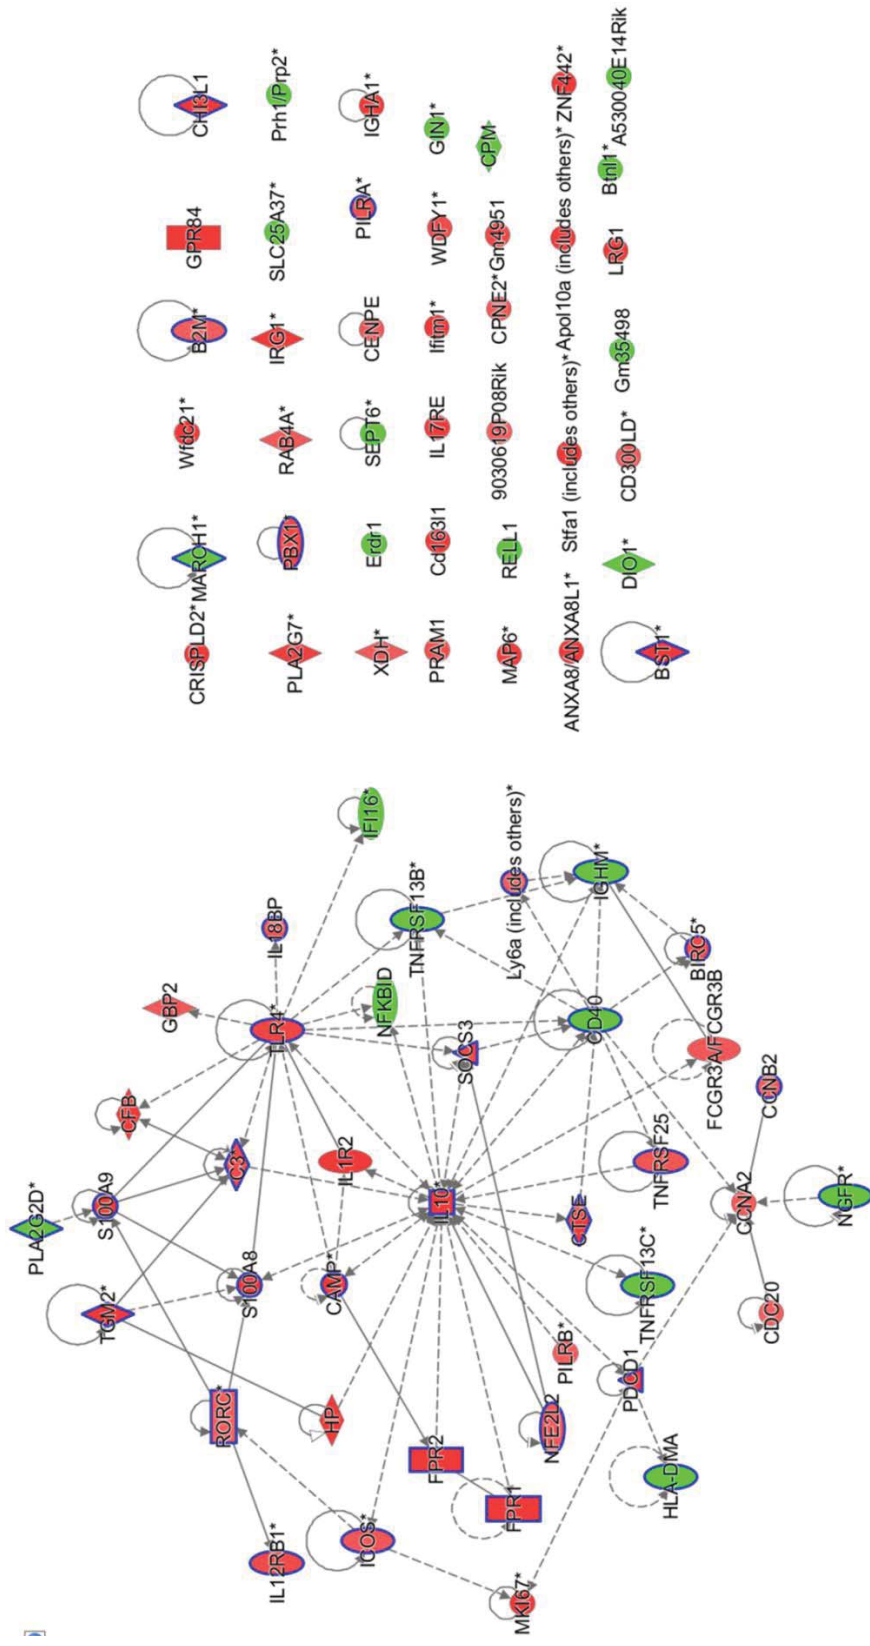 PLA2G2D*
TGM2*
S100A9
CFB
GBP2
RORC*
S100A8
C3*
TLR4*
IL18BP
IL12RB1*
HP
IL1R2
IFI16*
ICOS*
CAMP*
NFKBID
TNFRSF13B*
FPR2
IL10*
SOCS3
MKI67*
FPR1
CTSE
Ly6a (includes others)*
NFE2L2
PILRB*
TNFRSF25
CD40
IGHM*
PDCD1
TNFRSF13C*
HLA-DMA
FCGR3A/FCGR3B
BIRC5*
CCNA2
CDC20
CCNB2
NGFR*
CRISPLD2*
MARCH1*
Wfdc21*
B2M*
GPR84
CHI3L1
PLA2G7*
PBX1*
RAB4A*
IRG1*
SLC25A37*
Prh1/Prp2*
XDH*
Erdr1
SEPT6*
CENPE
PILRA*
IGHA1*
PRAM1
Cd163l1
IL17RE
Ifitm1*
WDFY1*
GIN1*
MAP6*
RELL1
9030619P08Rik
CPNE2*
Gm4951
CPM
ANXA8/ANXA8L1*
Stfa1 (includes others)*
Apol10a (includes others)*
ZNF442*
DIO1*
CD300LD*
Gm35498
LRG1
Btnl1*
A530040E14Rik
BST1*